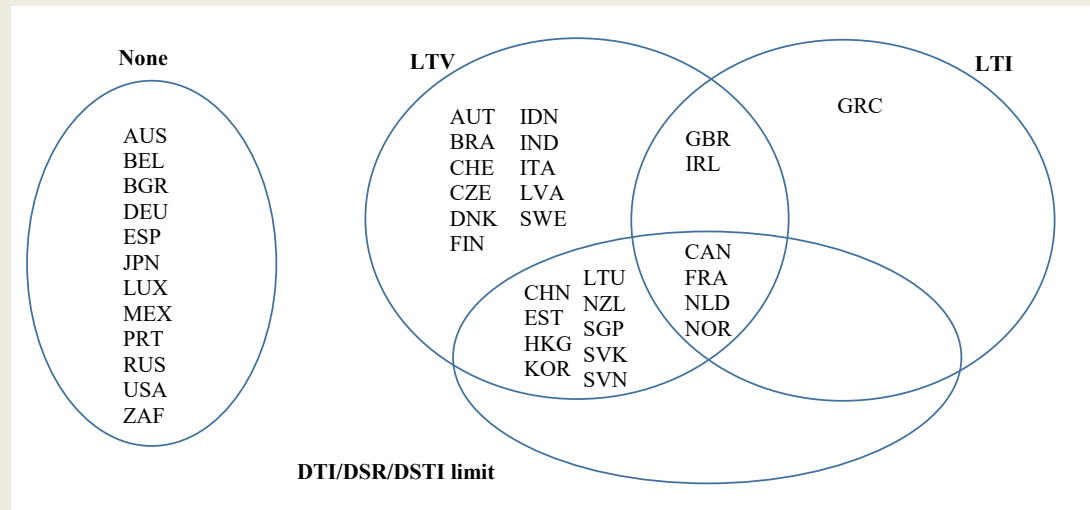 None
AUS
BEL
BGR
DEU
ESP
JPN
LUX
MEX
PRT
RUS
USA
ZAF
LTV
AUT IDN
BRA IND
CHE ITA
CZE LVA
DNK SWE
FIN
GBR
IRL
LTI
GRC
CHN
EST
HKG
KOR
LTU
NZL
SGP
SVK
SVN
CAN
FRA
NLD
NOR
DTI/DSR/DSTI limit